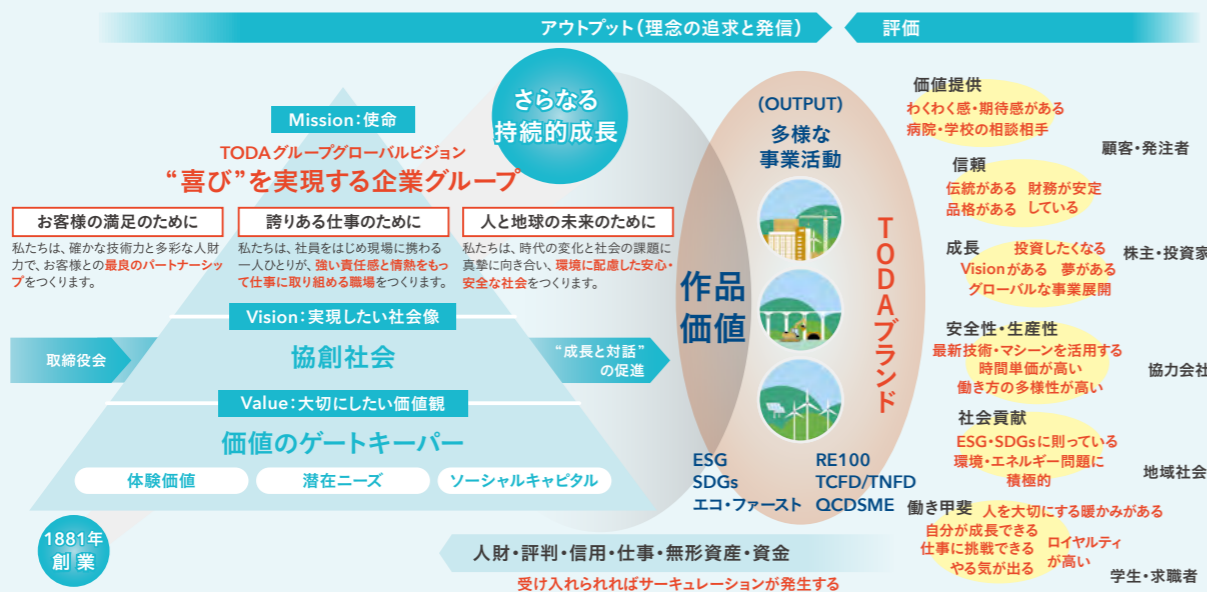 アウトプット(理念の追求と発信)
評価
さらなる
持続的成長
Mission:使命
TODAグループグローバルビジョン
“喜び”を実現する企業グループ
お客様の満足のために
私たちは、確かな技術力と多彩な人財
力で、お客様との最良のパートナーシッ
プをつくります。
誇りある仕事のために
私たちは、社員をはじめ現場に携わる
一人ひとりが、強い責任感と情熱をもっ
て仕事に取り組める職場をつくります。
人と地球の未来のために
私たちは、時代の変化と社会の課題に
真摯に向き合い、環境に配慮した安心・
安全な社会をつくります。
Vision:実現したい社会像
協創社会
取締役会
“成長と対話”
の促進
Value:大切にしたい価値観
価値のゲートキーパー
体験価値
潜在ニーズ
ソーシャルキャピタル
1881年
創業
(OUTPUT)
多様な
事業活動
作品
価値
TODAブランド
ESG
SDGs
エコ・ファースト
RE100
TCFD/TNFD
QCDSME
人財・評判・信用・仕事・無形資産・資金
受け入れられればサーキュレーションが発生する
価値提供
わくわく感・期待感がある
病院・学校の相談相手
顧客・発注者
信頼
伝統がある 財務が安定
品格がある している
成長 投資したくなる
Visionがある 夢がある
グローバルな事業展開
株主・投資家
安全性・生産性
最新技術・マシーンを活用する
時間単価が高い
働き方の多様性が高い
協力会社
社会貢献
ESG・SDGsに則っている
環境・エネルギー問題に
積極的
地域社会
働き甲斐 人を大切にする暖かみがある
自分が成長できる
仕事に挑戦できる
やる気が出る
ロイヤルティ
が高い
学生・求職者